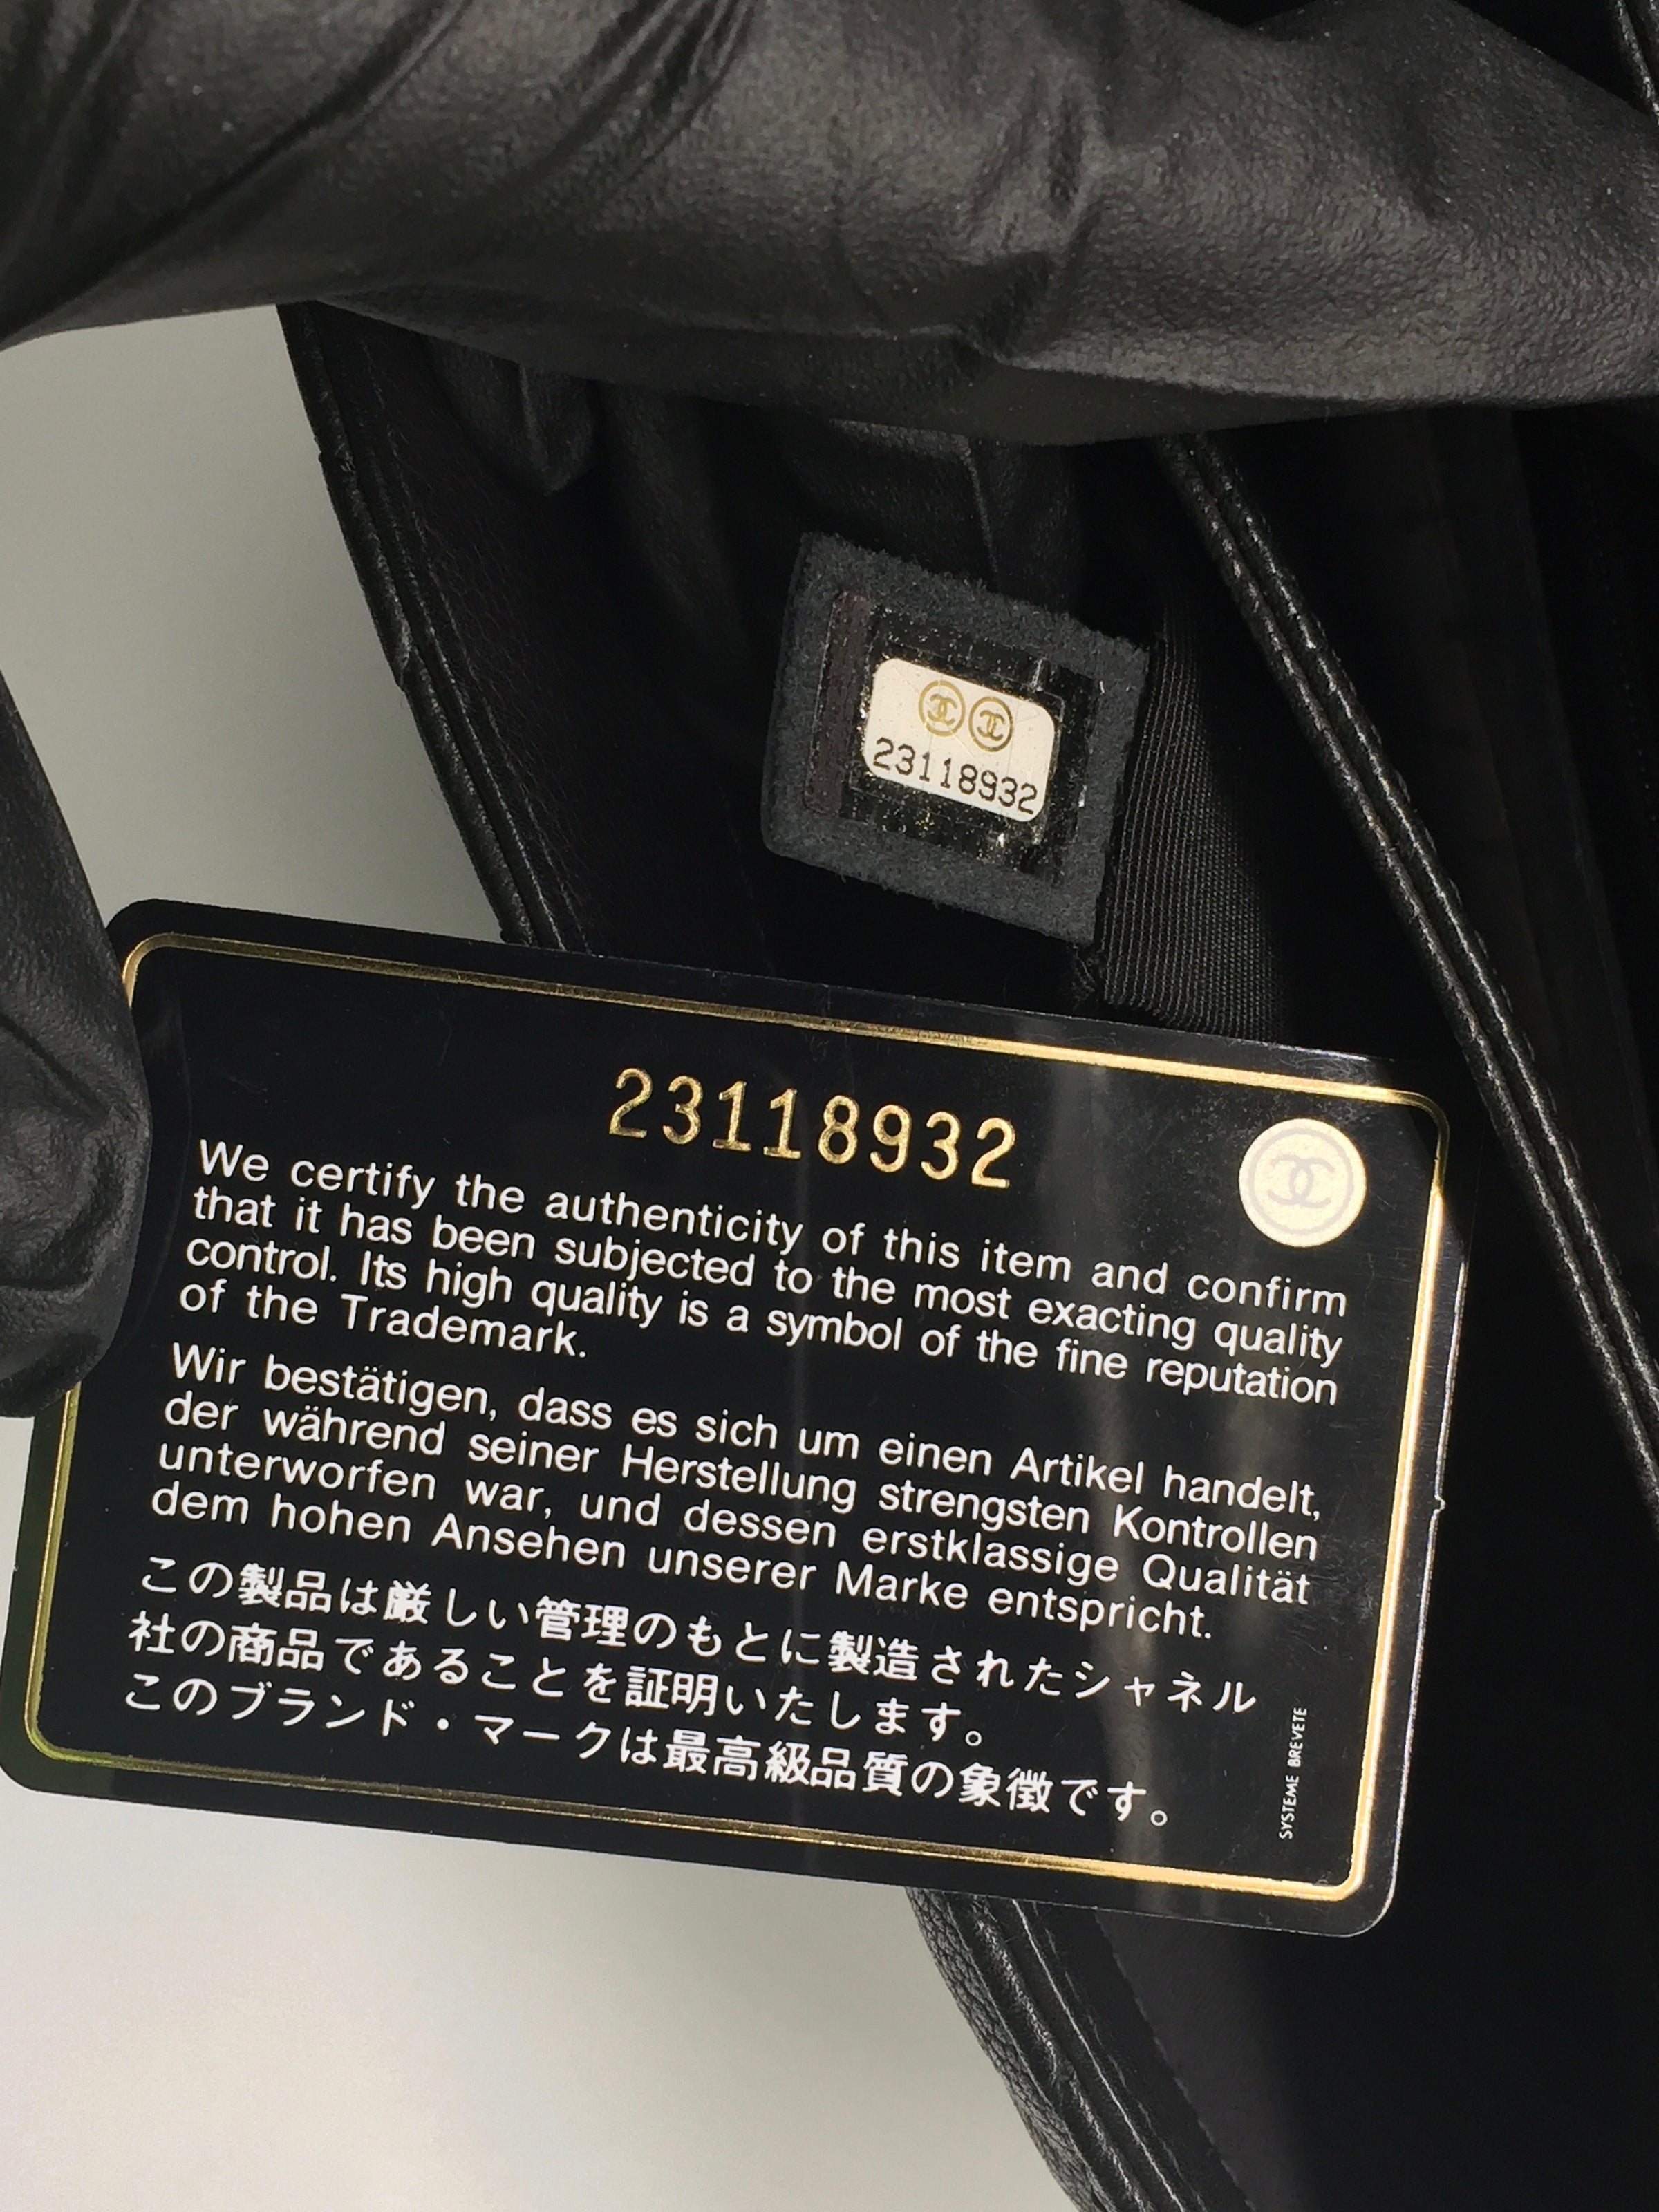 23118932
23118932
We certify the authenticity of this item and confirm
that it has been subjected to the most exacting quality
control. Its high quality is a symbol of the fine reputation
of the Trademark.
Wir bestätigen, dass es sich um einen Artikel handelt,
der während seiner Herstellung strengsten Kontrollen
unterworfen war, und dessen erstklassige Qualität
dem hohen Ansehen unserer Marke entspricht.
この製品は厳しい管理のもとに製造されたシャネル
社の商品であることを証明いたします。
このブランド・マークは最高級品質の象徴です。
SYSTEME BREVETE